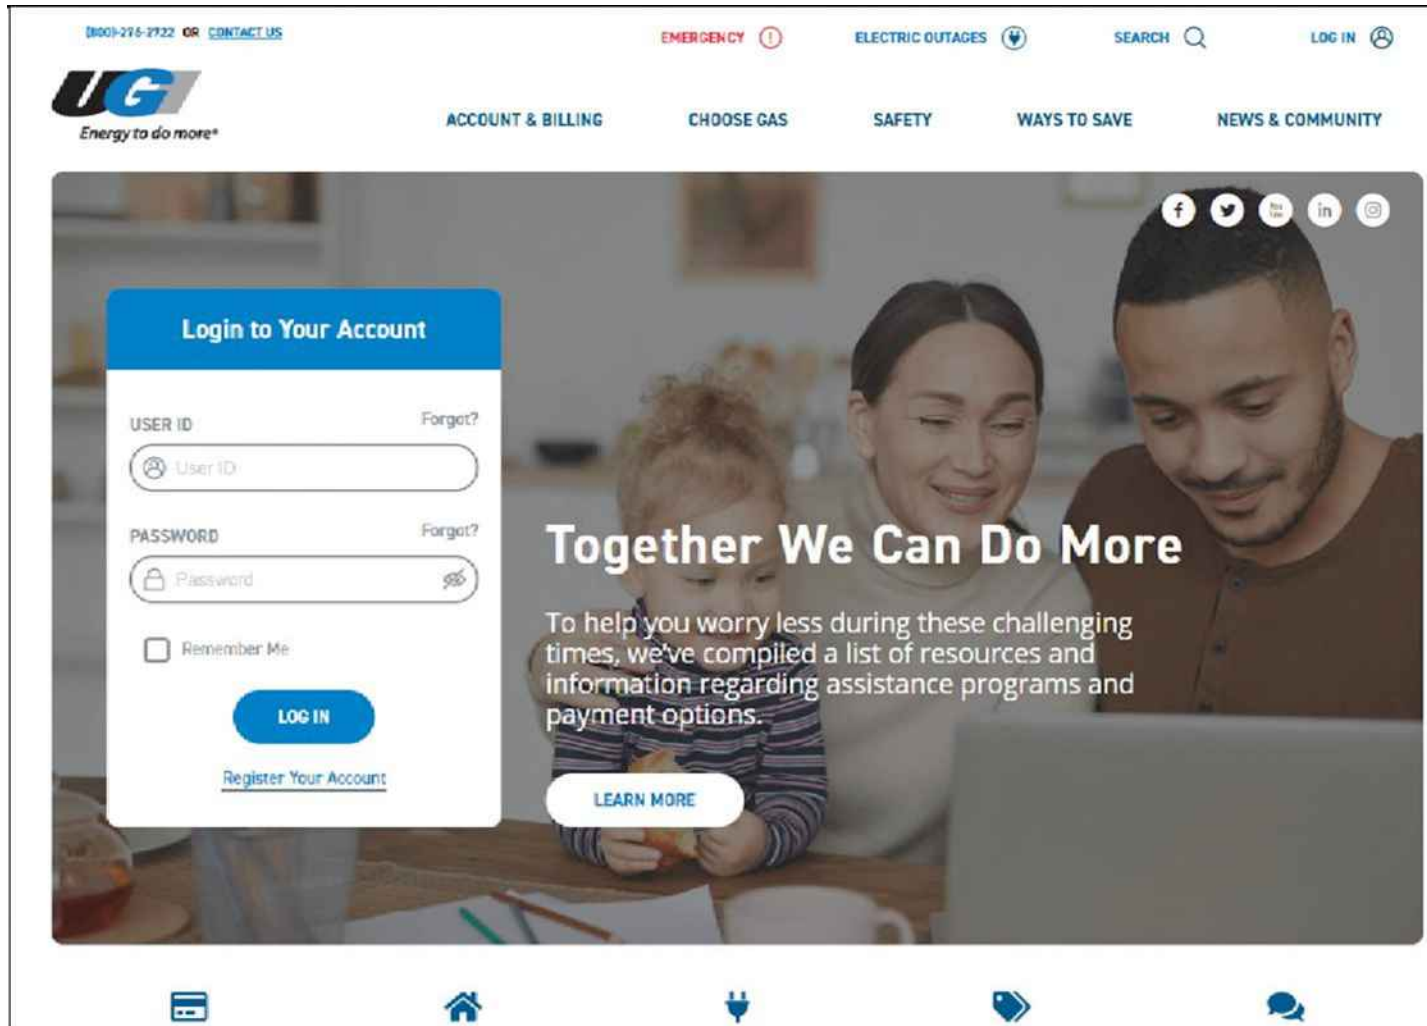 (800)-276-2722 OR CONTACT US
EMERGENCY
ELECTRIC OUTAGES
SEARCH
LOG IN
UGI
Energy to do more®
ACCOUNT & BILLING
CHOOSE GAS
SAFETY
WAYS TO SAVE
NEWS & COMMUNITY
Login to Your Account
USER ID
Forgot?
User ID
PASSWORD
Forgot?
Password
Remember Me
LOG IN
Register Your Account
Together We Can Do More
To help you worry less during these challenging
times, we've compiled a list of resources and
information regarding assistance programs and
payment options.
LEARN MORE